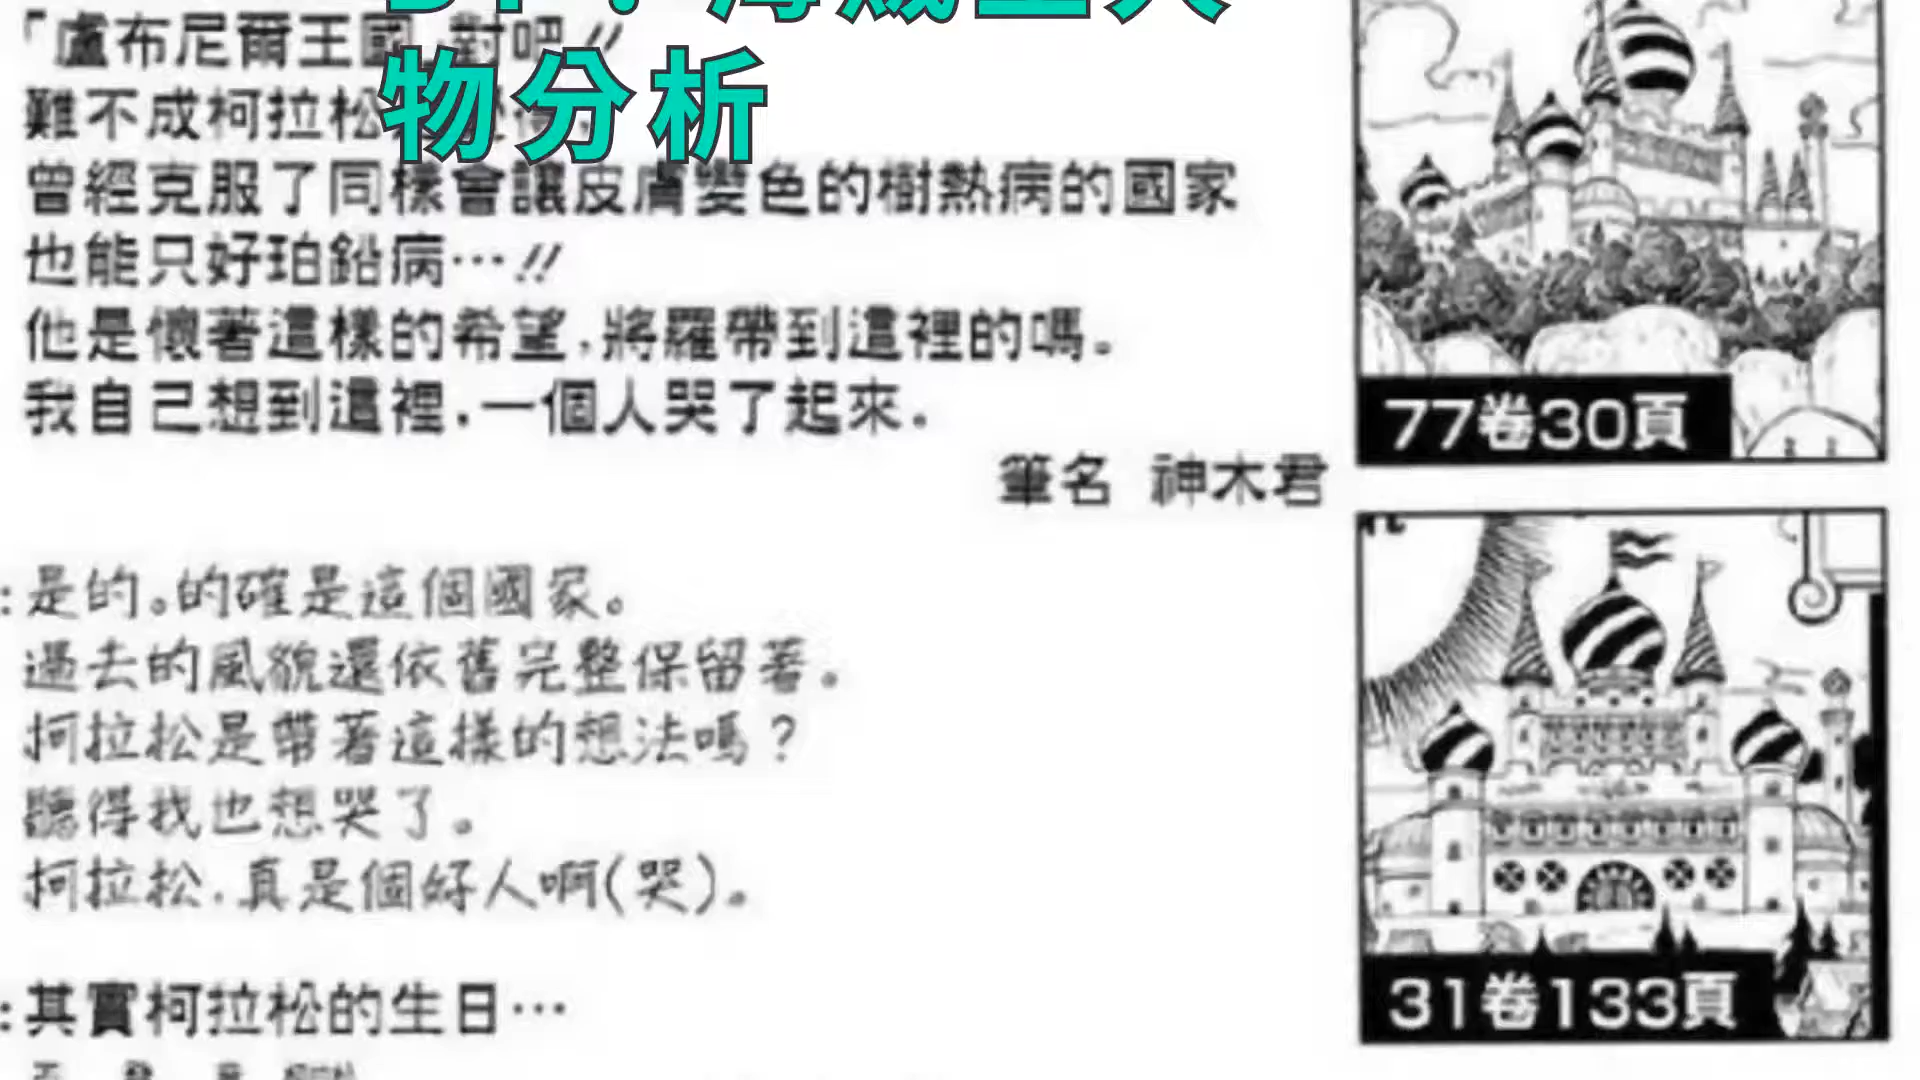 物分析
「盧布尼爾王國」對吧!!
難不成柯拉松
曾經克服了同樣會讓皮膚變色的樹熱病的國家
也能只好珀鉛病…!!
他是懷著這樣的希望,將羅帶到這裡的嗎。
我自己想到這裡,一個人哭了起來。
筆名 神木君
77卷30頁
:是的。的確是這個國家。
過去的風貌還依舊完整保留著。
柯拉松是帶著這樣的想法嗎?
聽得我也想哭了。
柯拉松,真是個好人啊(哭)。
:其實柯拉松的生日…
31卷133頁